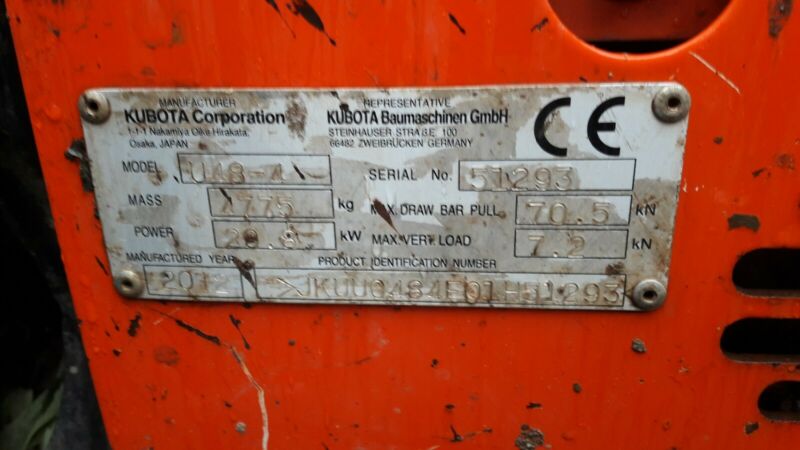 MANUFACTURER
KUBOTA Corporation
1-1-1 Nakamiya Oike Hirakata,
Osaka, JAPAN
REPRESENTATIVE
KUBOTA Baumaschinen GmbH
STEINHAUSER STRAßE 100
66482 ZWEIBRÜCKEN GERMANY
CE
MODEL U48-4
SERIAL No. 51293
MASS 4775 kg
MAX. DRAW BAR PULL 70.5 kN
POWER kW
MAX. VERT. LOAD 7.2 kN
MANUFACTURED YEAR
PRODUCT IDENTIFICATION NUMBER
2012
JKUU0484E01H51293